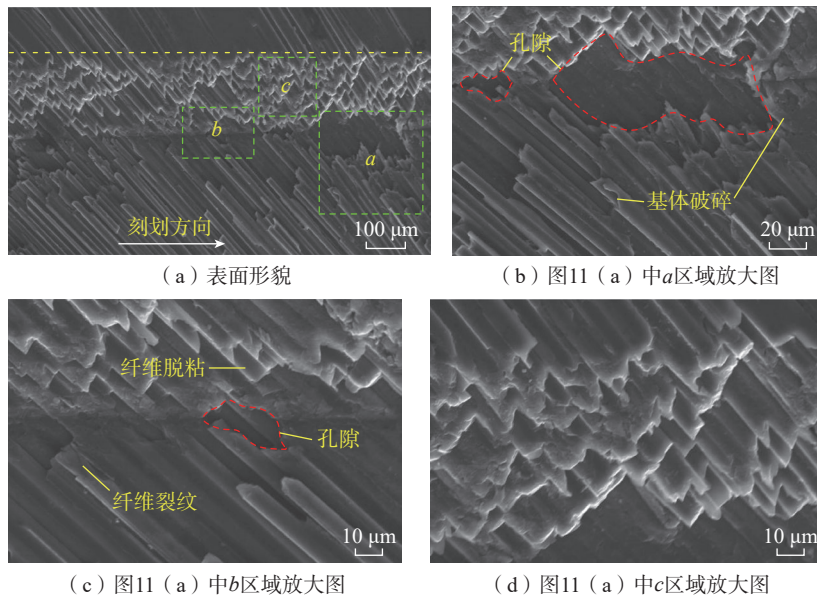 c
b
a
刻划方向
100 μm
(a)表面形貌
孔隙
基体破碎
20 μm
(b)图11(a)中a区域放大图
纤维脱粘
孔隙
纤维裂纹
10 μm
(c)图11(a)中b区域放大图
10 μm
(d)图11(a)中c区域放大图